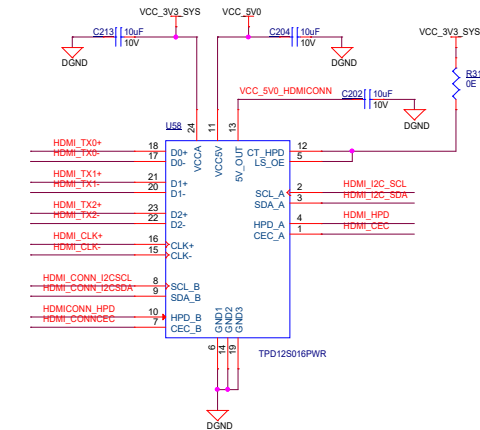 VCC_3V3_SYS
VCC_5V0
VCC_3V3_SYS
C213
10uF
10V
DGND
C204
10uF
10V
DGND
0E
VCC_5V0_HDMICONN
C202
10uF
10V
DGND
U58
24
11
13
VCCA
VCC5V
5V_OUT
HDMI_TX0+ 18 D0+
HDMI_TX0- 17 D0-
HDMI_TX1+ 21 D1+
HDMI_TX1- 20 D1-
HDMI_TX2+ 23 D2+
HDMI_TX2- 22 D2-
HDMI_CLK+ 16 CLK+
HDMI_CLK- 15 CLK-
HDMI_CONN_I2CSCL 8 SCL_B
HDMI_CONN_I2CSDA 9 SDA_B
HDMICONN_HPD 10 HPD_B
HDMI_CONNCEC 7 CEC_B
CT_HPD 12
LS_OE 5
SCL_A 2 HDMI_I2C_SCL
SDA_A 3 HDMI_I2C_SDA
HPD_A 4 HDMI_HPD
CEC_A 1 HDMI_CEC
GND1
GND2
GND3
6
14
19
TPD12S016PWR
DGND